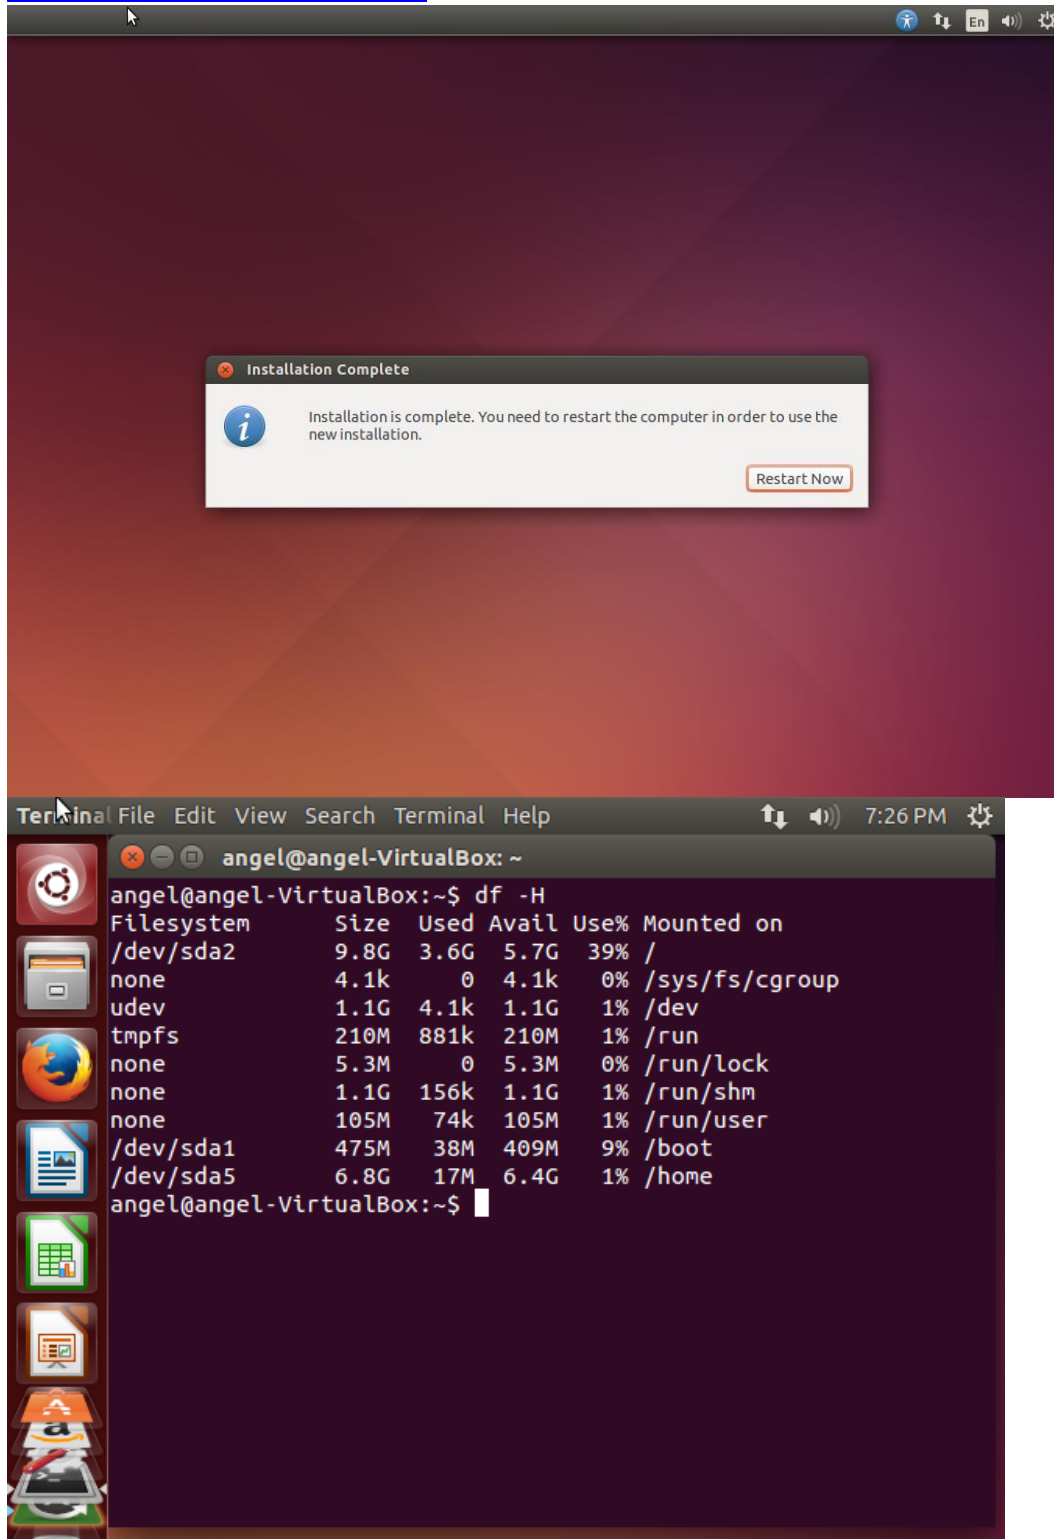 En
Installation Complete
Installation is complete. You need to restart the computer in order to use the
new installation.
Restart Now
Terminal File Edit View Search Terminal Help 7:26 PM
angel@angel-VirtualBox: ~
angel@angel-VirtualBox:~$ df -H
Filesystem Size Used Avail Use% Mounted on
/dev/sda2 9.8G 3.6G 5.7G 39% /
none 4.1k 0 4.1k 0% /sys/fs/cgroup
udev 1.1G 4.1k 1.1G 1% /dev
tmpfs 210M 881k 210M 1% /run
none 5.3M 0 5.3M 0% /run/lock
none 1.1G 156k 1.1G 1% /run/shm
none 105M 74k 105M 1% /run/user
/dev/sda1 475M 38M 409M 9% /boot
/dev/sda5 6.8G 17M 6.4G 1% /home
angel@angel-VirtualBox:~$